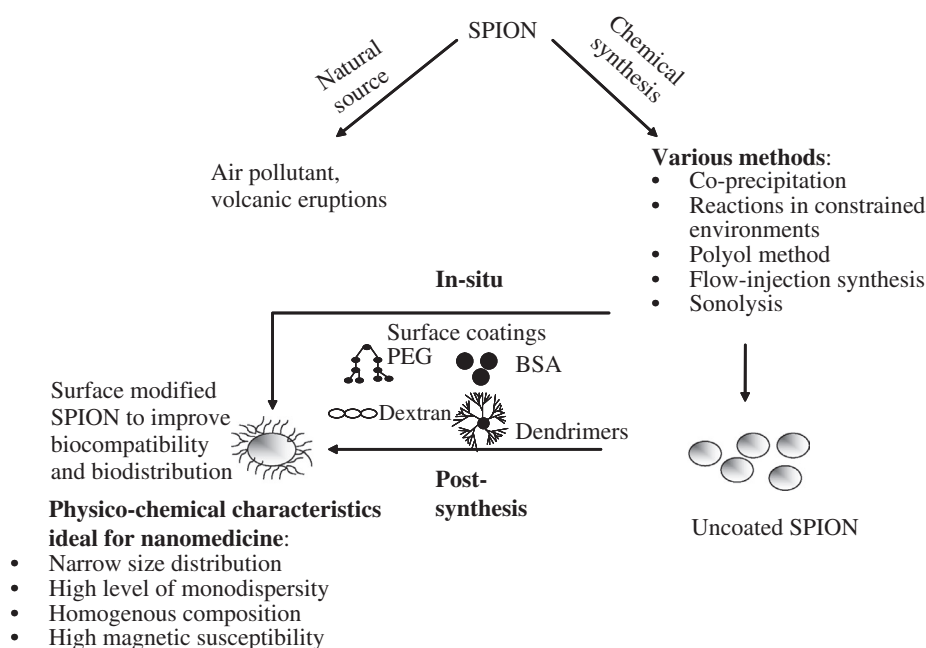 SPION
Natural
source
Chemical
synthesis
Air pollutant,
volcanic eruptions
Various methods:
• Co-precipitation
• Reactions in constrained
environments
• Polyol method
• Flow-injection synthesis
• Sonolysis
In-situ
Surface coatings
PEG
BSA
Dextran
Dendrimers
Surface modified
SPION to improve
biocompatibility
and biodistribution
Post-
synthesis
Uncoated SPION
Physico-chemical characteristics
ideal for nanomedicine:
• Narrow size distribution
• High level of monodispersity
• Homogenous composition
• High magnetic susceptibility